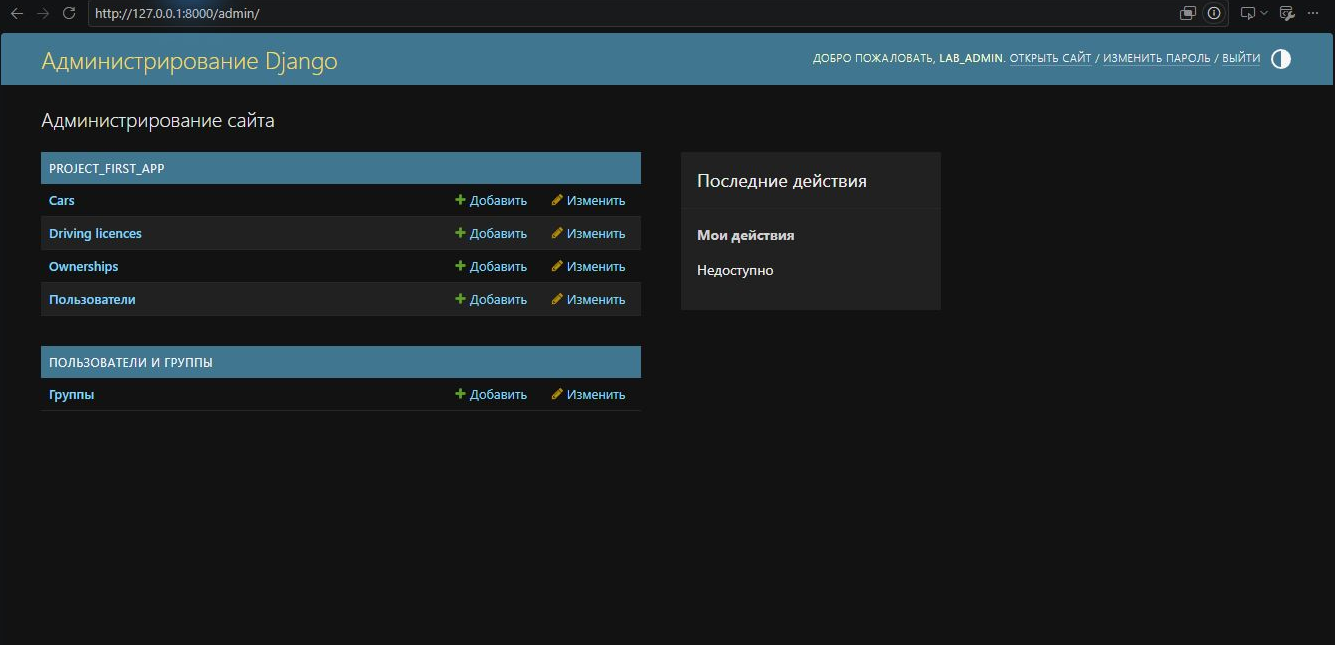 http://127.0.0.1:8000/admin/
Администрирование Django
ДОБРО ПОЖАЛОВАТЬ, LAB_ADMIN. ОТКРЫТЬ САЙТ / ИЗМЕНИТЬ ПАРОЛЬ / ВЫЙТИ
Администрирование сайта
PROJECT_FIRST_APP
Cars Добавить Изменить
Driving licences Добавить Изменить
Ownerships Добавить Изменить
Пользователи Добавить Изменить
ПОЛЬЗОВАТЕЛИ И ГРУППЫ
Группы Добавить Изменить
Последние действия
Мои действия
Недоступно